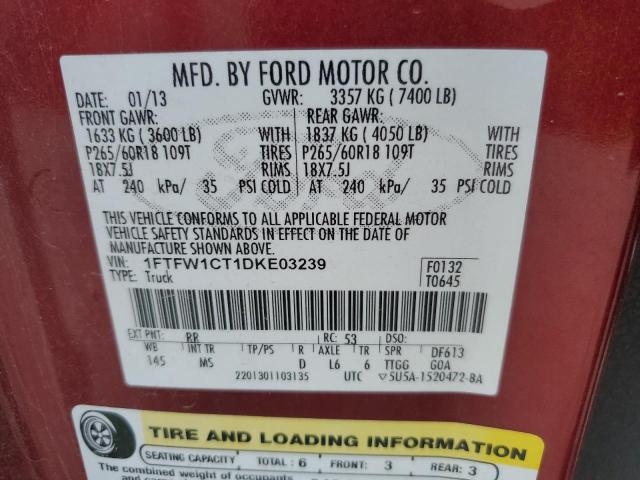 MFD. BY FORD MOTOR CO.
DATE: 01/13 GVWR: 3357 KG (7400 LB)
FRONT GAWR: REAR GAWR:
1633 KG (3600 LB) WITH 1837 KG (4050 LB) WITH
P265/60R18 109T TIRES P265/60R18 109T TIRES
18X7.5J RIMS 18X7.5J RIMS
AT 240 kPa/ 35 PSI COLD AT 240 kPa/ 35 PSI COLD
THIS VEHICLE CONFORMS TO ALL APPLICABLE FEDERAL MOTOR
VEHICLE SAFETY STANDARDS IN EFFECT ON THE DATE OF
MANUFACTURE SHOWN ABOVE.
VIN: 1FTFW1CT1DKE03239 F0132
TYPE: Truck T0645
EXT PNT: RR RC: 53 DSO:
WB INT TR TP/PS R AXLE TR SPR DF613
145 MS D L6 6 TTGG GOA
2201301103135 UTC ▽5U5A-1520472-BA
TIRE AND LOADING INFORMATION
SEATING CAPACITY TOTAL: 6 FRONT: 3 REAR: 3
The combined weight of occupants